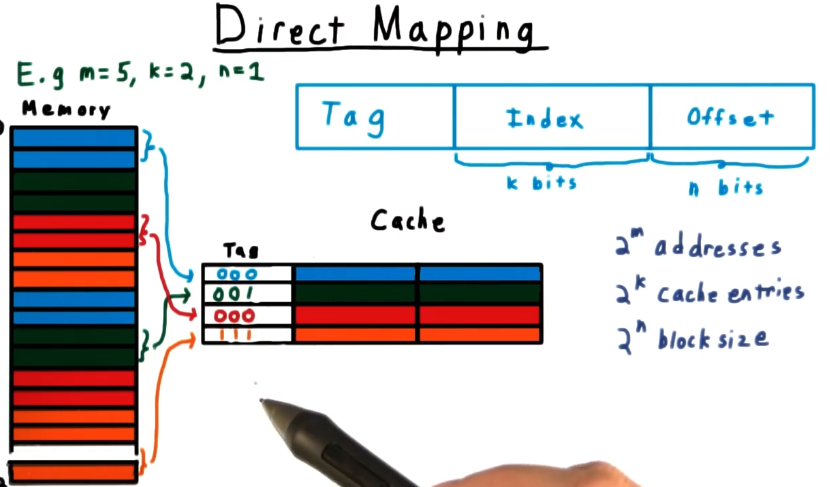 Direct Mapping
E.g m=5, k=2, n=1
Memory
Tag Index Offset
k bits n bits
Cache
Tag
000
001
000
111
2^m addresses
2^k cache entries
2^n block size